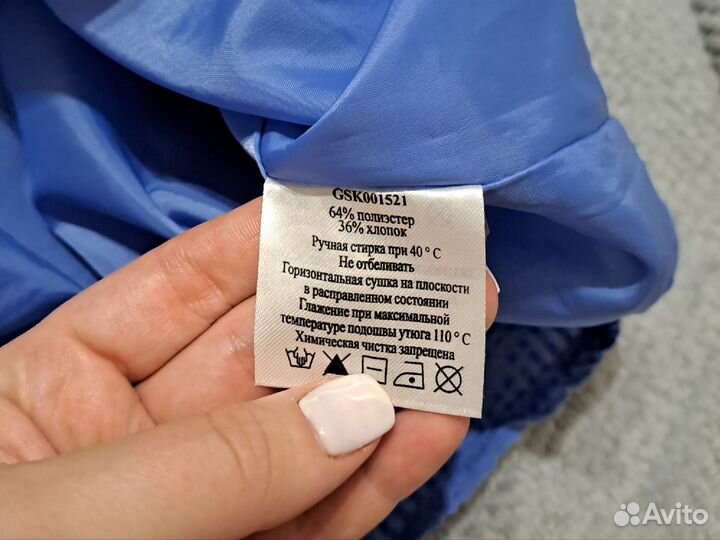 GSK001521
64% полиэстер
36% хлопок
Ручная стирка при 40 ° C
Не отбеливать
Горизонтальная сушка на плоскости
в расправленном состоянии
Глажение при максимальной
температуре подошвы утюга 110 ° C
Химическая чистка запрещена
Avito